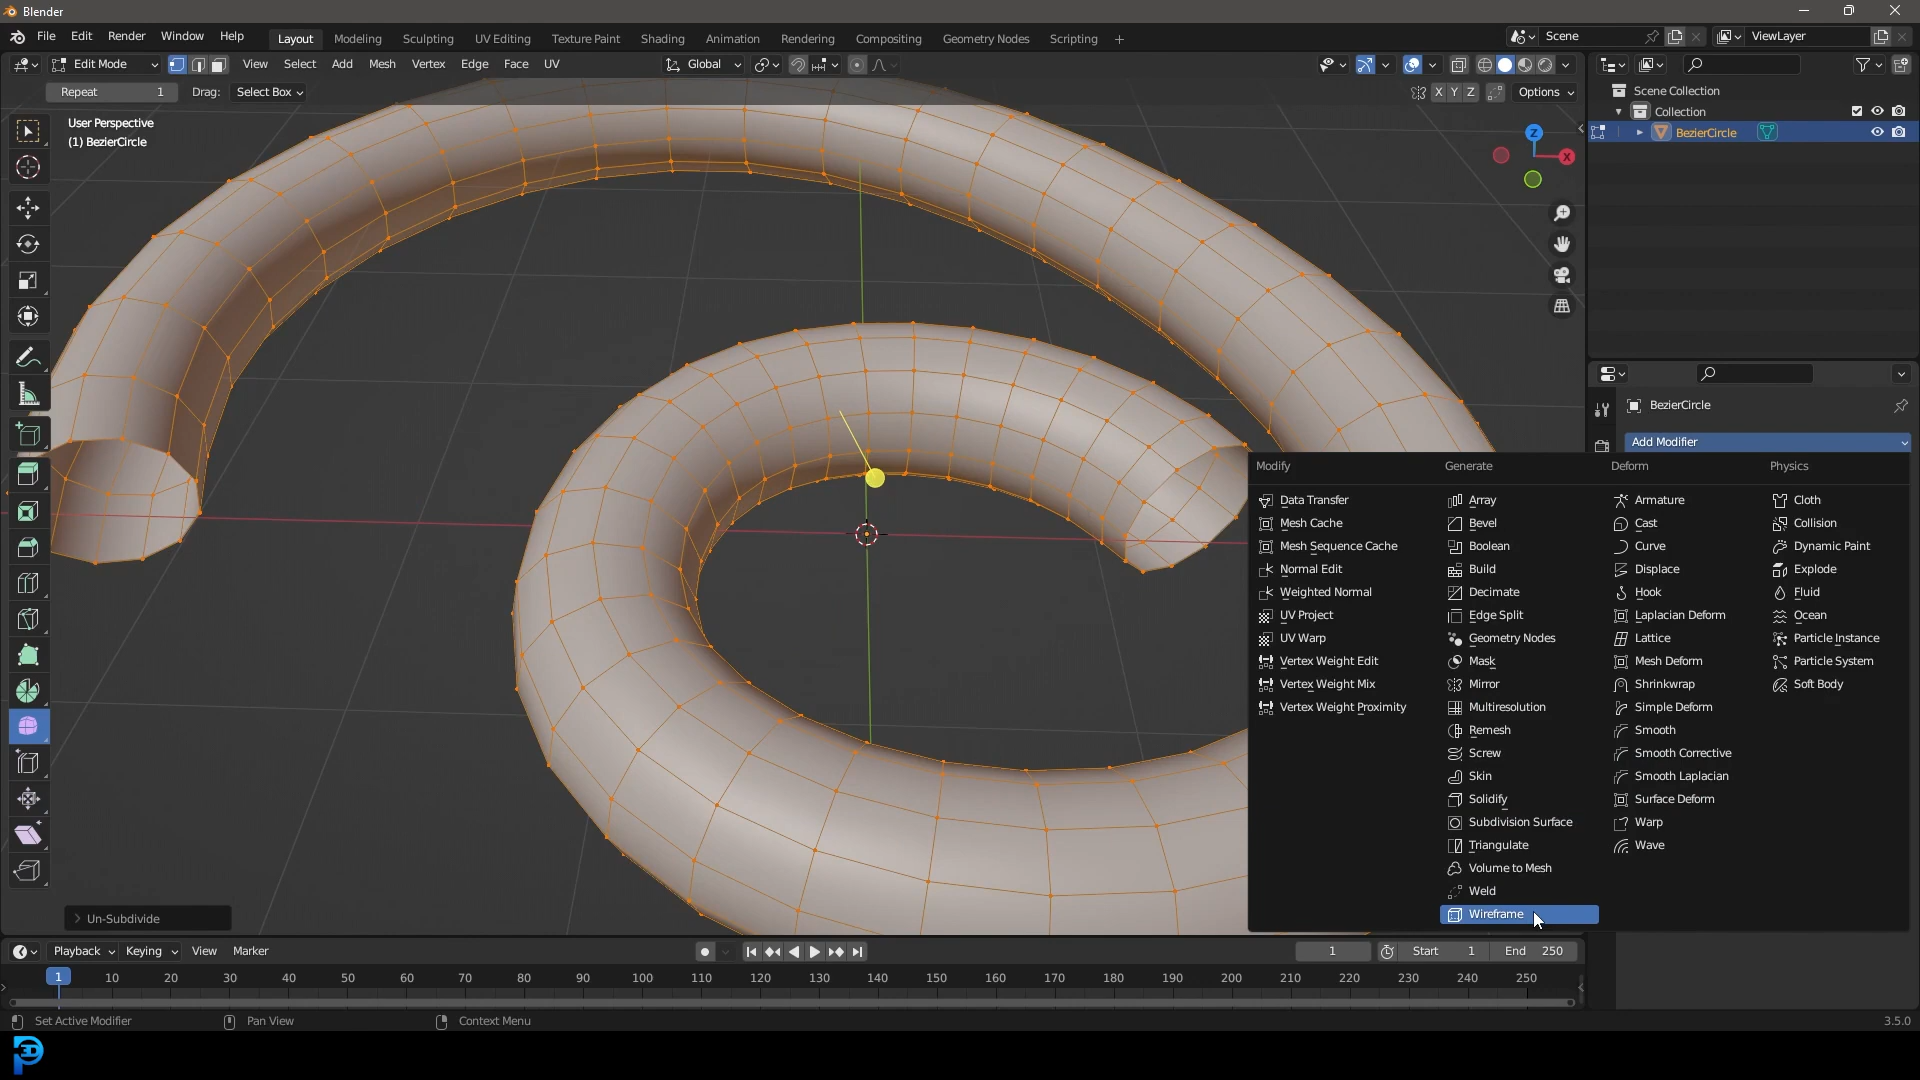 Blender
File Edit Render Window Help Layout Modeling Sculpting UV Editing Texture Paint Shading Animation Rendering Compositing Geometry Nodes Scripting + Scene ViewLayer
Edit Mode View Select Add Mesh Vertex Edge Face UV Global
Repeat 1 Drag: Select Box X Y Z Options
User Perspective
(1) BezierCircle
Z
X
Scene Collection
Collection
BezierCircle
BezierCircle
Add Modifier
Modify Generate Deform Physics
Data Transfer Array Armature Cloth
Mesh Cache Bevel Cast Collision
Mesh Sequence Cache Boolean Curve Dynamic Paint
Normal Edit Build Displace Explode
Weighted Normal Decimate Hook Fluid
UV Project Edge Split Laplacian Deform Ocean
UV Warp Geometry Nodes Lattice Particle Instance
Vertex Weight Edit Mask Mesh Deform Particle System
Vertex Weight Mix Mirror Shrinkwrap Soft Body
Vertex Weight Proximity Multiresolution Simple Deform
Remesh Smooth
Screw Smooth Corrective
Skin Smooth Laplacian
Solidify Surface Deform
Subdivision Surface Warp
Triangulate Wave
Volume to Mesh
Weld
Wireframe
Un-Subdivide
Playback Keying View Marker 1 Start 1 End 250
1 10 20 30 40 50 60 70 80 90 100 110 120 130 140 150 160 170 180 190 200 210 220 230 240 250
Set Active Modifier Pan View Context Menu 3.5.0
3D